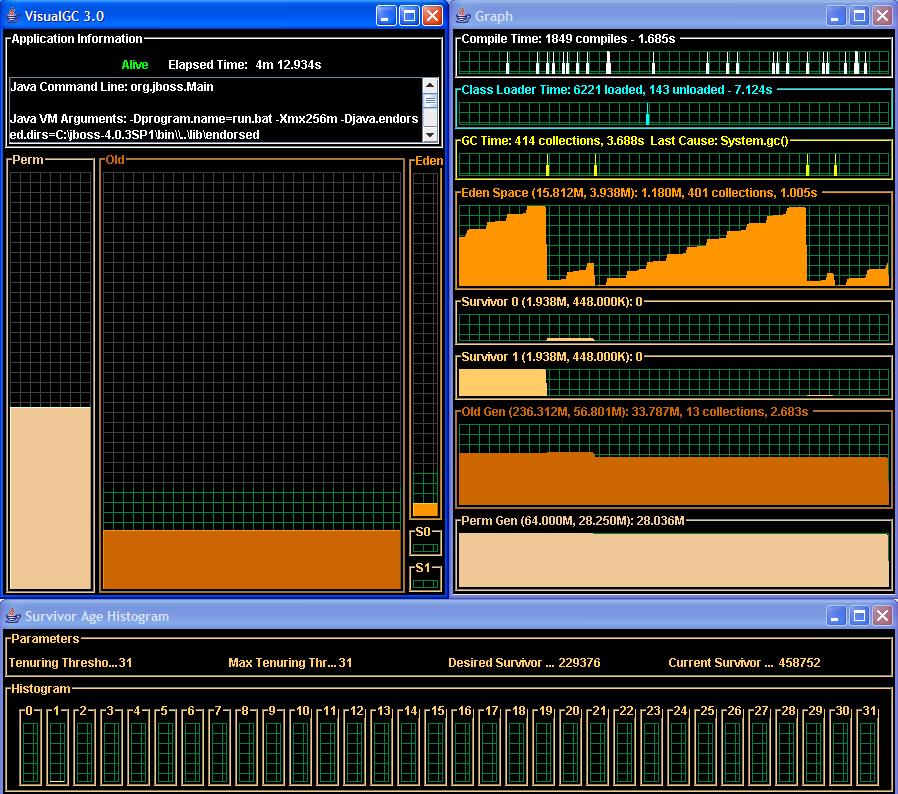 VisualGC 3.0
Application Information
Alive Elapsed Time: 4m 12.934s
Java Command Line: org.jboss.Main
Java VM Arguments: -Dprogram.name=run.bat -Xmx256m -Djava.endors
ed.dirs=C:\jboss-4.0.3SP1\bin\\..\lib\endorsed
Perm
Old
Eden
S0
S1
Graph
Compile Time: 1849 compiles - 1.685s
Class Loader Time: 6221 loaded, 143 unloaded - 7.124s
GC Time: 414 collections, 3.688s Last Cause: System.gc()
Eden Space (15.812M, 3.938M): 1.180M, 401 collections, 1.005s
Survivor 0 (1.938M, 448.000K): 0
Survivor 1 (1.938M, 448.000K): 0
Old Gen (236.312M, 56.801M): 33.787M, 13 collections, 2.683s
Perm Gen (64.000M, 28.250M): 28.036M
Survivor Age Histogram
Parameters
Tenuring Thresho...31 Max Tenuring Thr...31 Desired Survivor ... 229376 Current Survivor ... 458752
Histogram
0 1 2 3 4 5 6 7 8 9 10 11 12 13 14 15 16 17 18 19 20 21 22 23 24 25 26 27 28 29 30 31